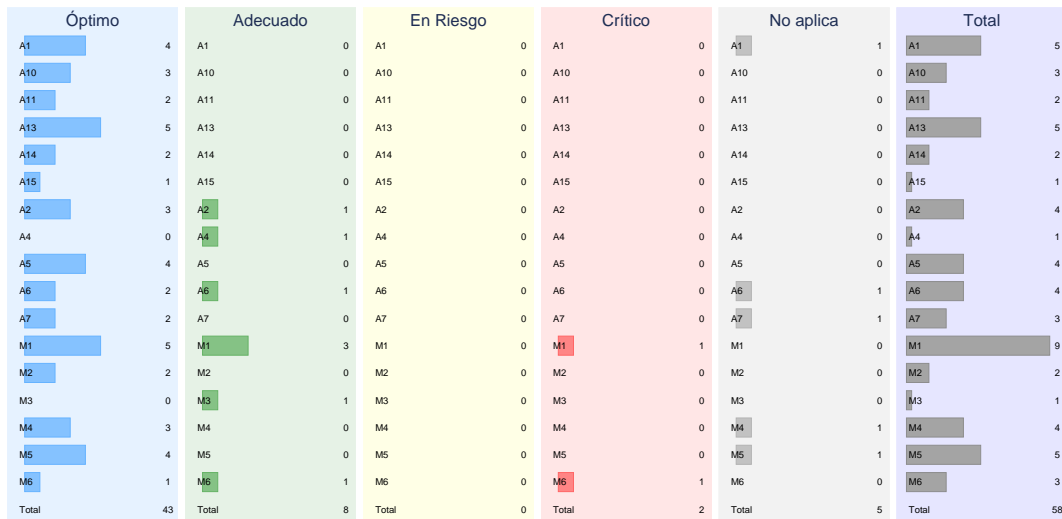 Óptimo Adecuado En Riesgo Crítico No aplica Total
A1 4 A1 0 A1 0 A1 0 A1 1 A1 5
A10 3 A10 0 A10 0 A10 0 A10 0 A10 3
A11 2 A11 0 A11 0 A11 0 A11 0 A11 2
A13 5 A13 0 A13 0 A13 0 A13 0 A13 5
A14 2 A14 0 A14 0 A14 0 A14 0 A14 2
A15 1 A15 0 A15 0 A15 0 A15 0 A15 1
A2 3 A2 1 A2 0 A2 0 A2 0 A2 4
A4 0 A4 1 A4 0 A4 0 A4 0 A4 1
A5 4 A5 0 A5 0 A5 0 A5 0 A5 4
A6 2 A6 1 A6 0 A6 0 A6 1 A6 4
A7 2 A7 0 A7 0 A7 0 A7 1 A7 3
M1 5 M1 3 M1 0 M1 1 M1 0 M1 9
M2 2 M2 0 M2 0 M2 0 M2 0 M2 2
M3 0 M3 1 M3 0 M3 0 M3 0 M3 1
M4 3 M4 0 M4 0 M4 0 M4 1 M4 4
M5 4 M5 0 M5 0 M5 0 M5 1 M5 5
M6 1 M6 1 M6 0 M6 1 M6 0 M6 3
Total 43 Total 8 Total 0 Total 2 Total 5 Total 58